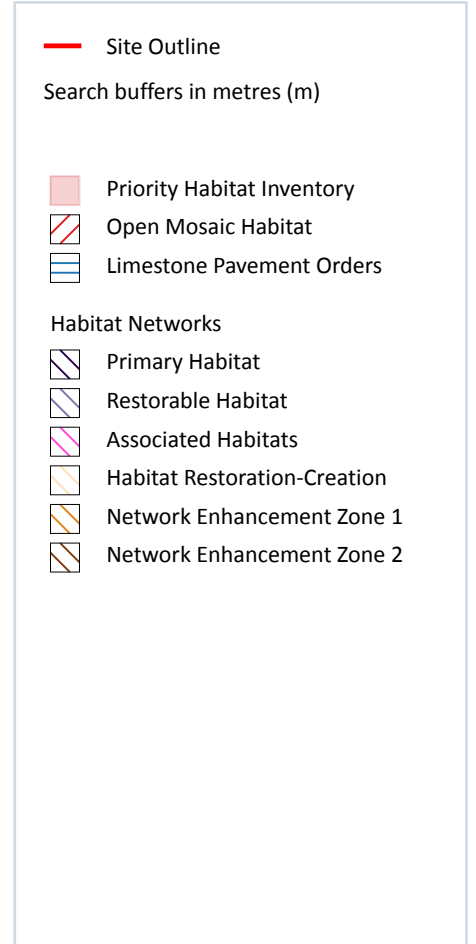 Site Outline
Search buffers in metres (m)
Priority Habitat Inventory
Open Mosaic Habitat
Limestone Pavement Orders
Habitat Networks
Primary Habitat
Restorable Habitat
Associated Habitats
Habitat Restoration-Creation
Network Enhancement Zone 1
Network Enhancement Zone 2